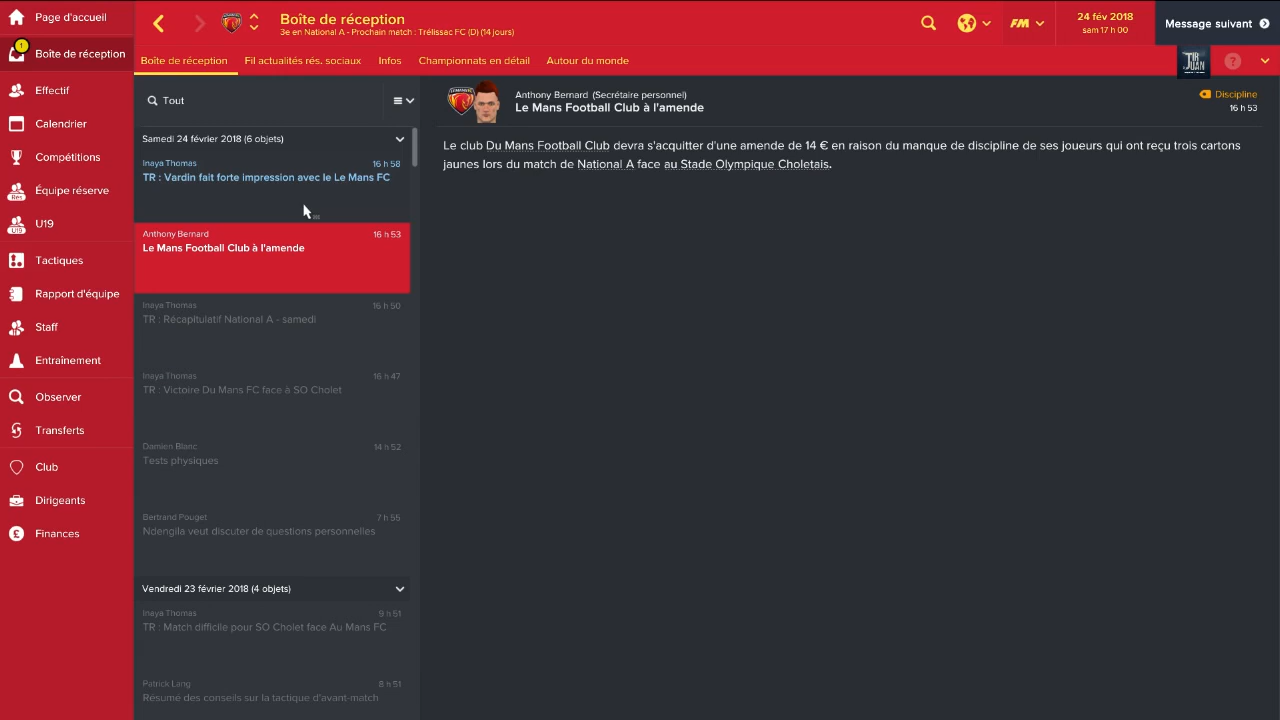 Page d'accueil
1
Boîte de réception
Effectif
Calendrier
Compétitions
Rés
Équipe réserve
U19
U19
Tactiques
Rapport d'équipe
Staff
Entraînement
Observer
Transferts
Club
Dirigeants
£
Finances
Boîte de réception
3e en National A - Prochain match : Trélissac FC (D) (14 jours)
FM
24 fév 2018
sam 17 h 00
Message suivant
Boîte de réception
Fil actualités rés. sociaux
Infos
Championnats en détail
Autour du monde
?
Tout
Samedi 24 février 2018 (6 objets)
Inaya Thomas
16 h 58
TR : Vardin fait forte impression avec le Le Mans FC
Anthony Bernard
16 h 53
Le Mans Football Club à l'amende
Inaya Thomas
16 h 50
TR : Récapitulatif National A - samedi
Inaya Thomas
16 h 47
TR : Victoire Du Mans FC face à SO Cholet
Damien Blanc
14 h 52
Tests physiques
Bertrand Pouget
7 h 55
Ndengila veut discuter de questions personnelles
Vendredi 23 février 2018 (4 objets)
Inaya Thomas
9 h 51
TR : Match difficile pour SO Cholet face Au Mans FC
Patrick Lang
8 h 51
Résumé des conseils sur la tactique d'avant-match
Anthony Bernard (Secrétaire personnel)
Le Mans Football Club à l'amende
Discipline
16 h 53
Le club Du Mans Football Club devra s'acquitter d'une amende de 14 € en raison du manque de discipline de ses joueurs qui ont reçu trois cartons
jaunes lors du match de National A face au Stade Olympique Choletais.